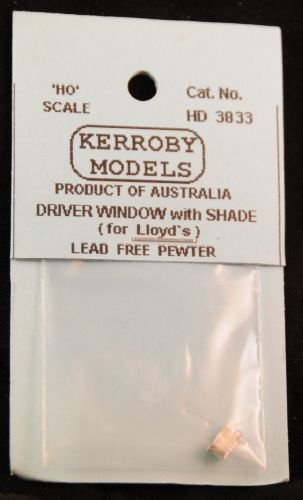 'HO' Cat. No.
SCALE HD 3833
KERROBY
MODELS
PRODUCT OF AUSTRALIA
DRIVER WINDOW with SHADE
(for Lloyd`s)
LEAD FREE PEWTER